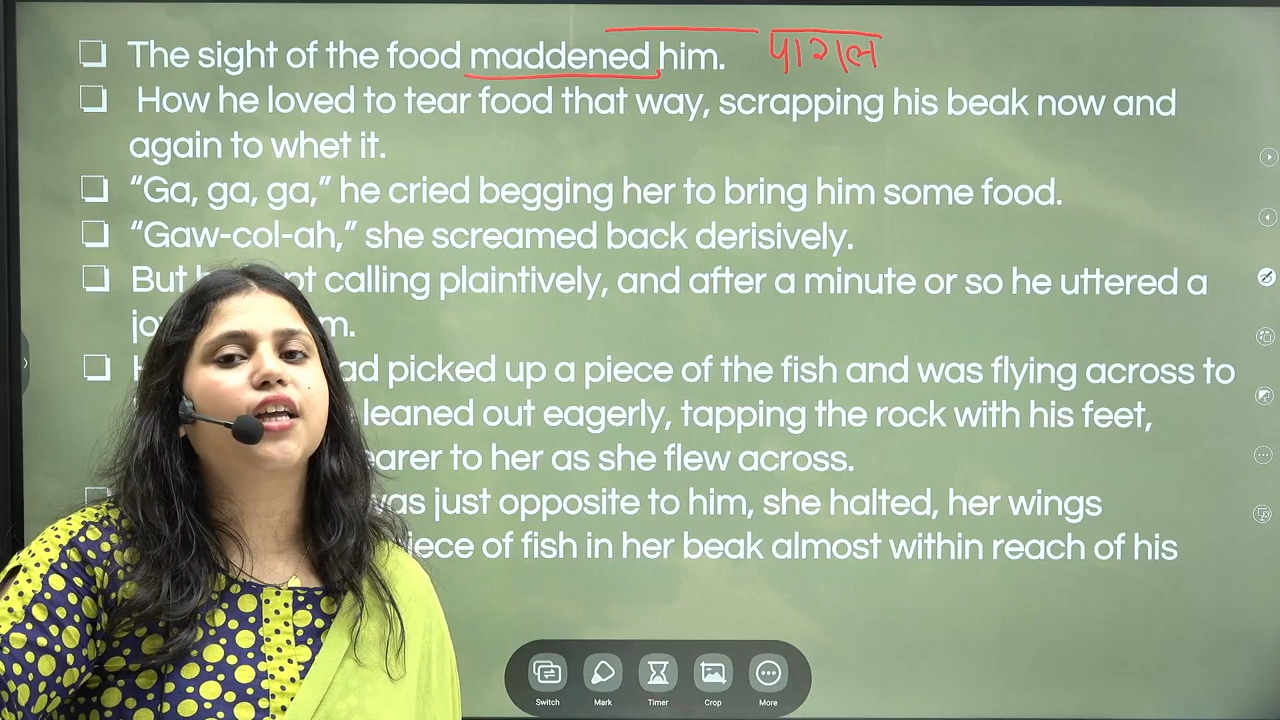 The sight of the food maddened him. पागल
How he loved to tear food that way, scrapping his beak now and
again to whet it.
“Ga, ga, ga,” he cried begging her to bring him some food.
“Gaw-col-ah,” she screamed back derisively.
But calling plaintively, and after a minute or so he uttered a
picked up a piece of the fish and was flying across to
leaned out eagerly, tapping the rock with his feet,
to her as she flew across.
just opposite to him, she halted, her wings
of fish in her beak almost within reach of his
Switch Mark Timer Crop More